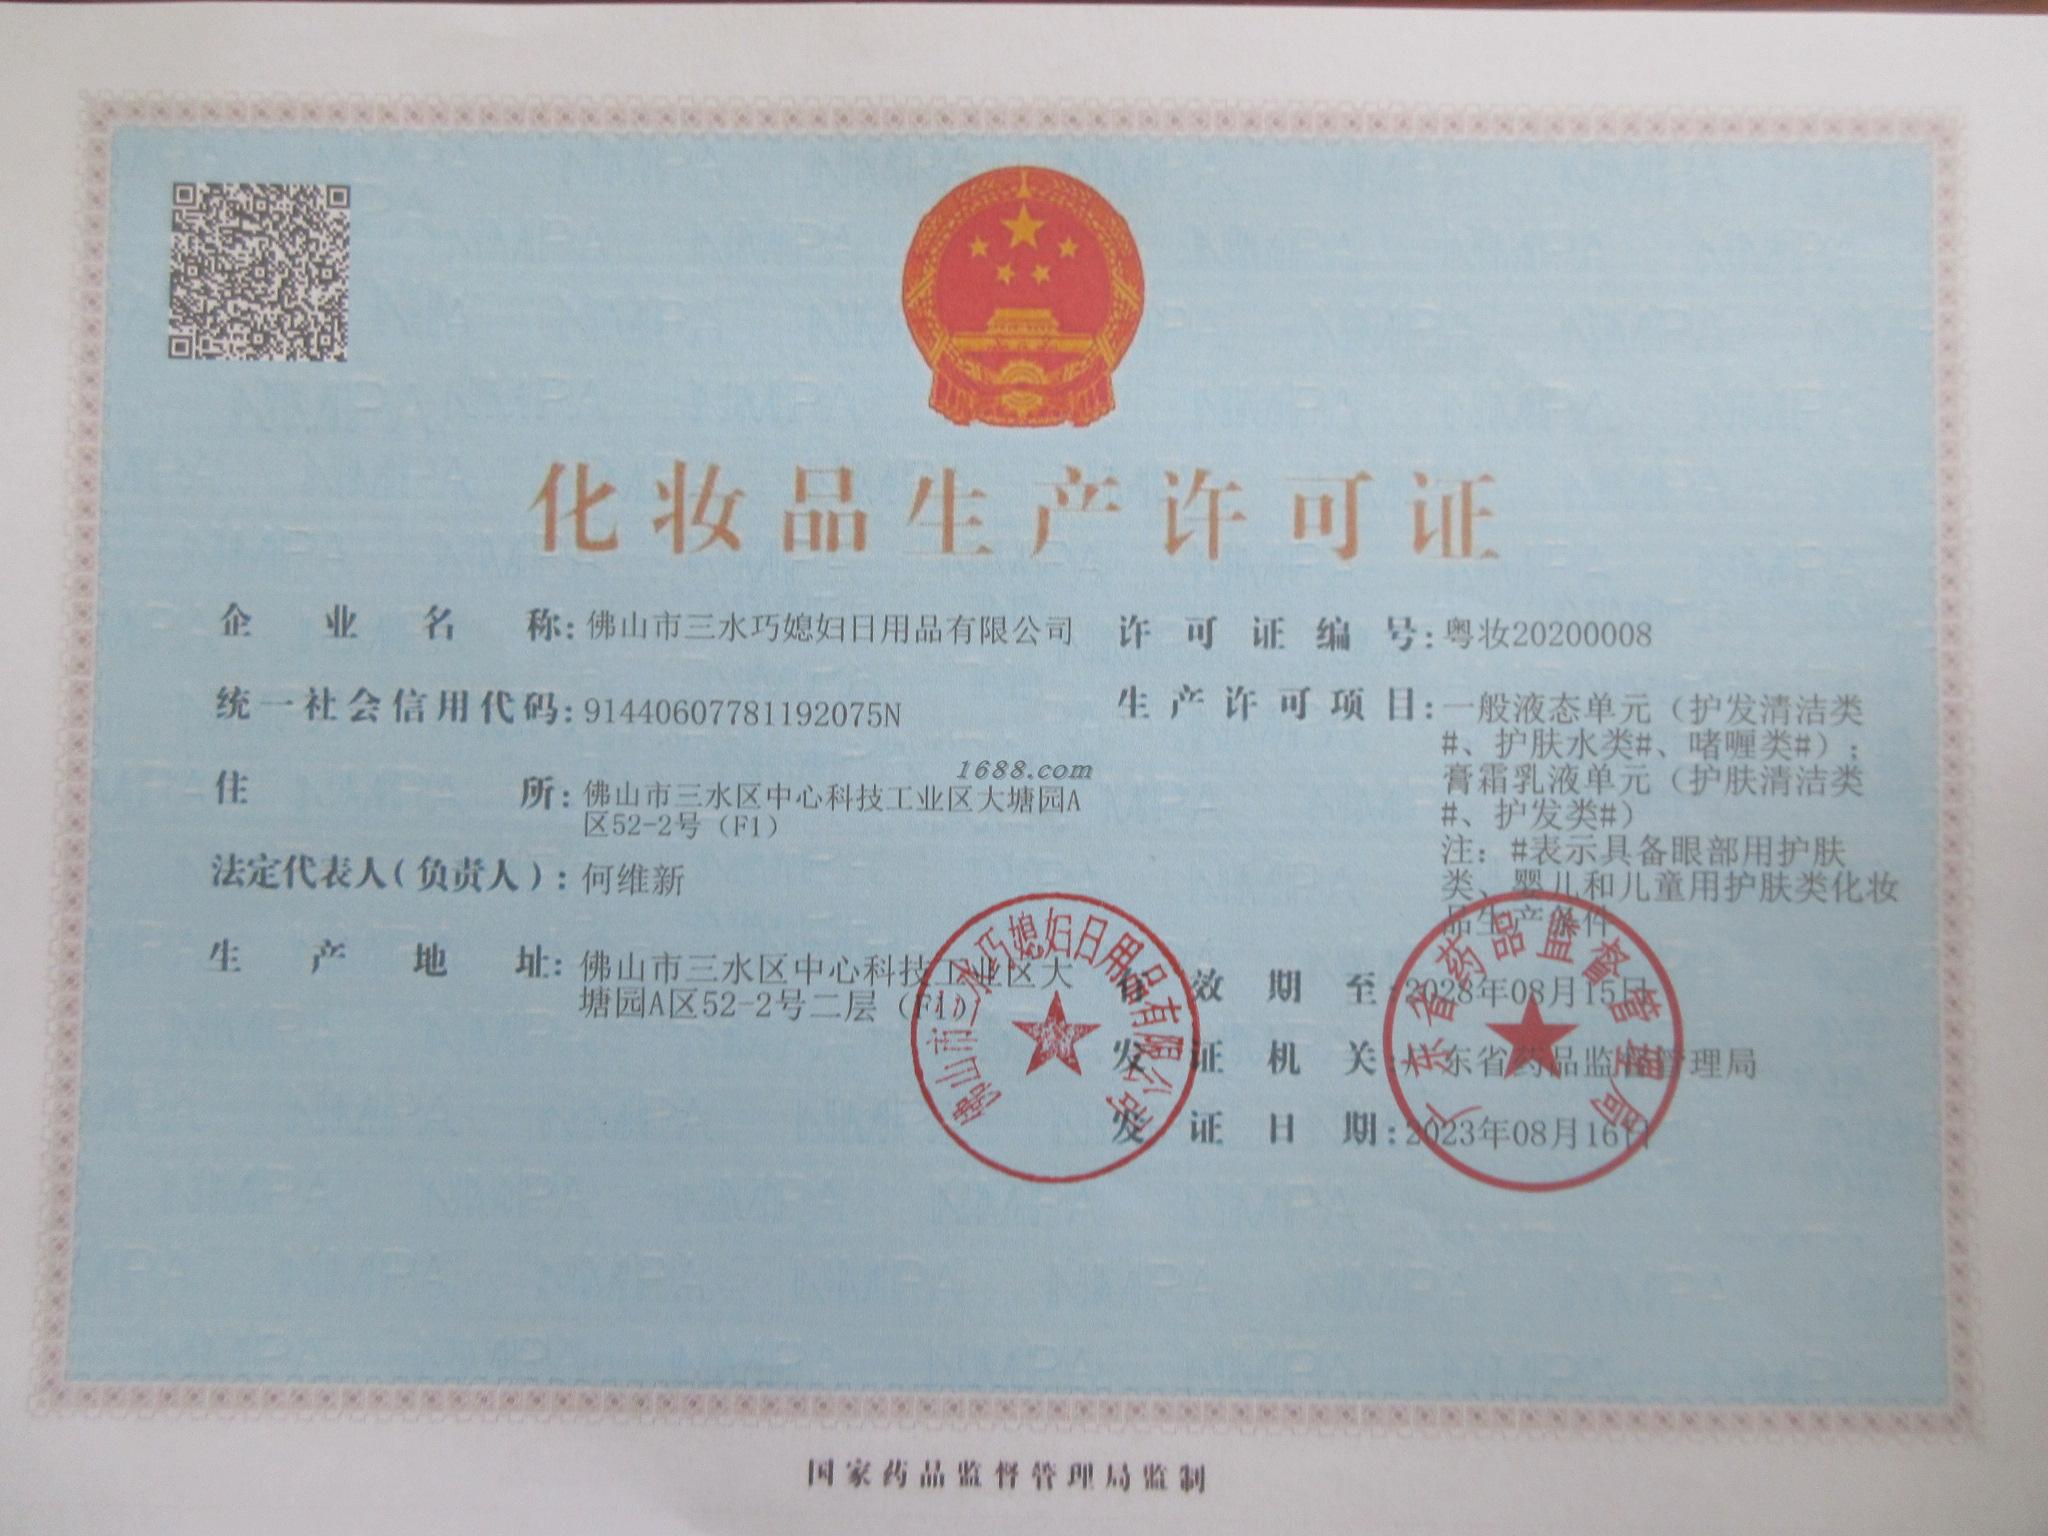 化妆品生产许可证
企业名称：佛山市三水巧媳妇日用品有限公司
统一社会信用代码：91440607781192075N
1688.com
住所：佛山市三水区中心科技工业区大塘园A
区52-2号（F1）
法定代表人（负责人）：何维新
生产地址：佛山市三水区中心科技工业区大
塘园A区52-2号二层（F1）
许可证编号：粤妆20200008
生产许可项目：一般液态单元（护发清洁类
#、护肤水类#、啫喱类#）；
膏霜乳液单元（护肤清洁类
#、护发类#）
注：#表示具备眼部用护肤
类、婴儿和儿童用护肤类化妆
品生产条件
有效期至：2028年08月15日
发证机关：广东省药品监督管理局
发证日期：2023年08月16日
佛山市三水巧媳妇日用品有限公司
广东省药品监督管理局
国家药品监督管理局监制